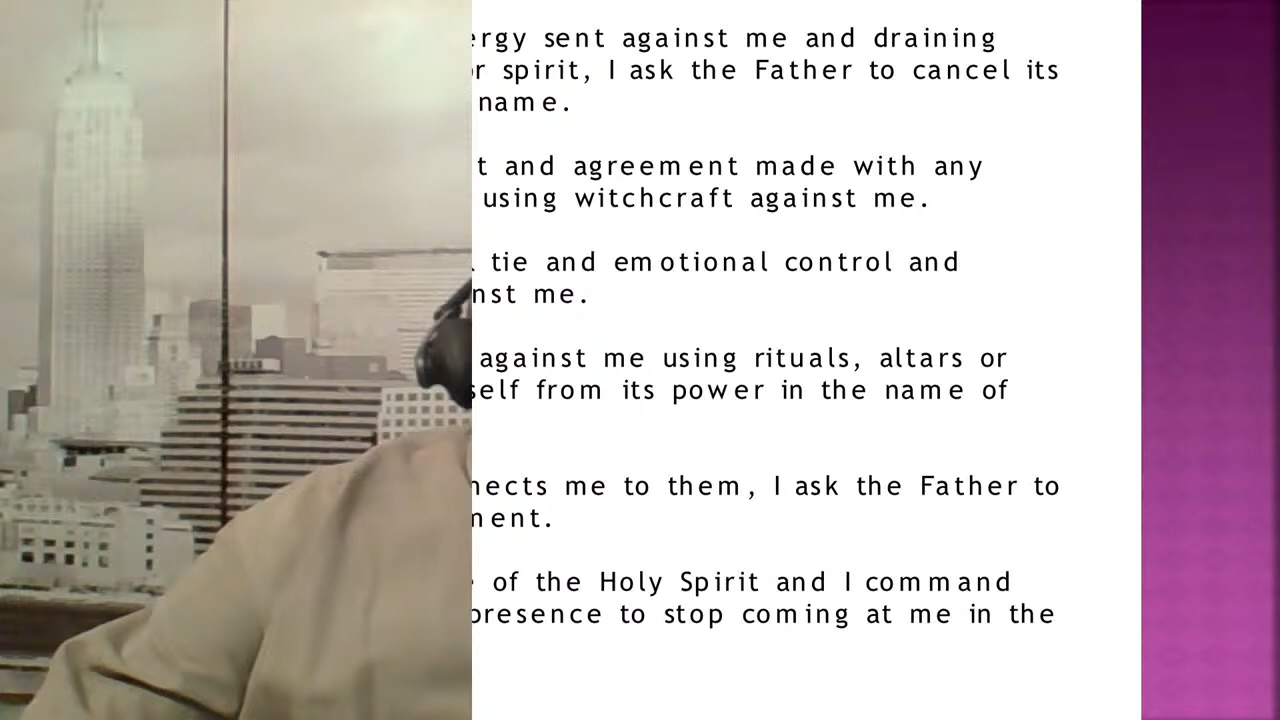 ergy sent against me and draining
r spirit, I ask the Father to cancel its
name.
t and agreement made with any
using witchcraft against me.
tie and emotional control and
nst me.
against me using rituals, altars or
self from its power in the name of
nects me to them, I ask the Father to
ment.
of the Holy Spirit and I command
presence to stop coming at me in the